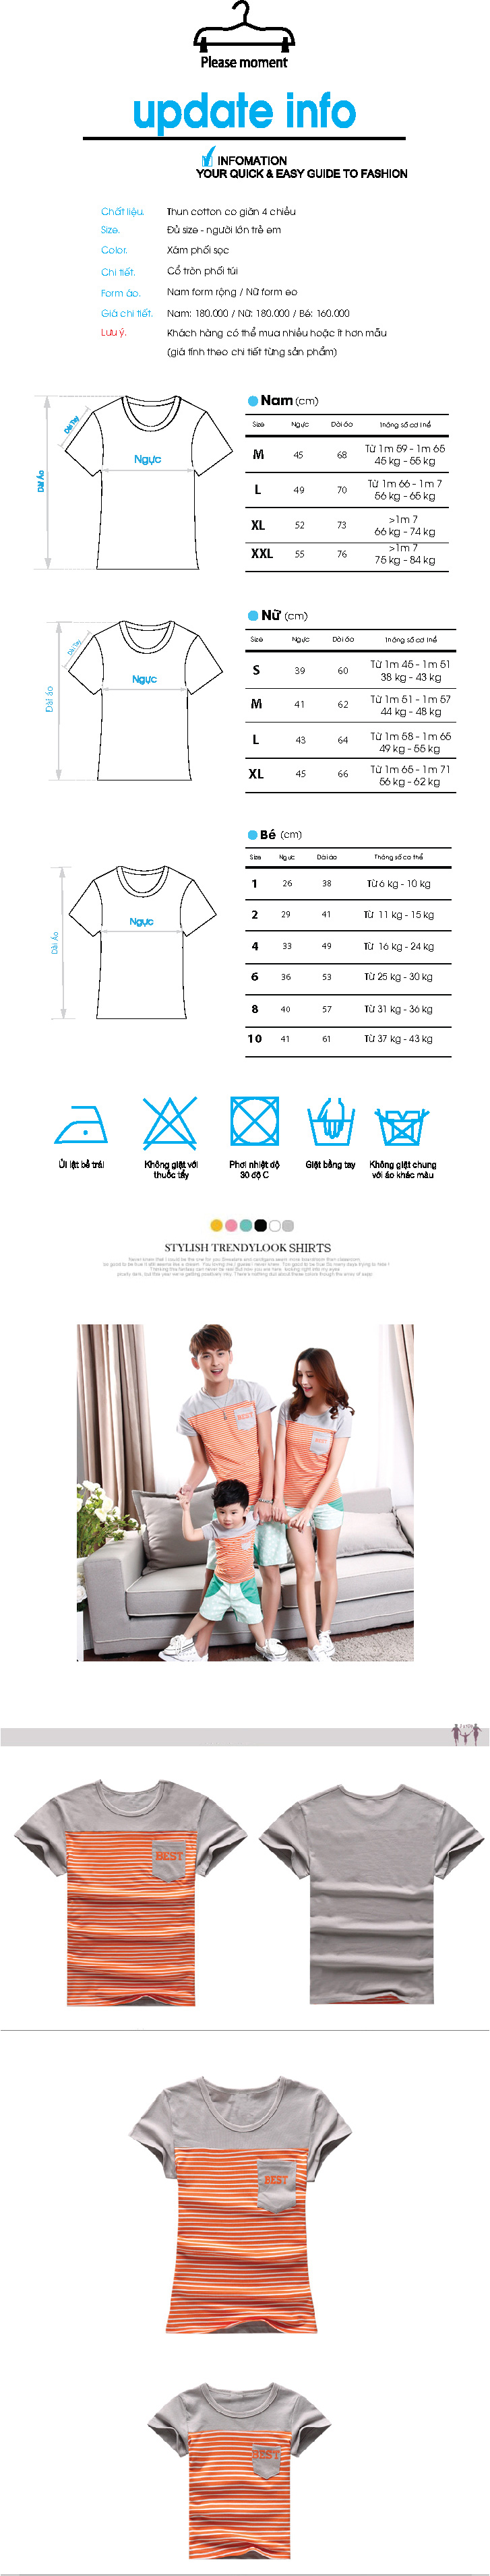 Please moment
update info
INFOMATION
YOUR QUICK & EASY GUIDE TO FASHION
Chất liệu. Thun cotton co giãn 4 chiều
Size. Đủ size - người lớn trẻ em
Color. Xám phối sọc
Chi tiết. Cổ tròn phối túi
Form áo. Nam form rộng / Nữ form eo
Giá chi tiết. Nam: 180.000 / Nữ: 180.000 / Bé: 160.000
Lưu ý. Khách hàng có thể mua nhiều hoặc ít hơn mẫu
(giá tính theo chi tiết từng sản phẩm)
Dài Tay
Ngực
Dài Áo
Nam (cm)
Size Ngực Dài áo Thông số cơ thể
M 45 68 Từ 1m 59 - 1m 65
45 kg - 55 kg
L 49 70 Từ 1m 66 - 1m 7
56 kg - 65 kg
XL 52 73 >1m 7
66 kg - 74 kg
XXL 55 76 >1m 7
75 kg - 84 kg
Dài Tay
Ngực
Dài áo
Nữ (cm)
Size Ngực Dài áo Thông số cơ thể
S 39 60 Từ 1m 45 - 1m 51
38 kg - 43 kg
M 41 62 Từ 1m 51 - 1m 57
44 kg - 48 kg
L 43 64 Từ 1m 58 - 1m 65
49 kg - 55 kg
XL 45 66 Từ 1m 65 - 1m 71
56 kg - 62 kg
Ngực
Dài Áo
Bé (cm)
Size Ngực Dài áo Thông số cơ thể
1 26 38 Từ 6 kg - 10 kg
2 29 41 Từ 11 kg - 15 kg
4 33 49 Từ 16 kg - 24 kg
6 36 53 Từ 25 kg - 30 kg
8 40 57 Từ 31 kg - 36 kg
10 41 61 Từ 37 kg - 43 kg
Ủi lật bề trái
Không giặt với
thuốc tẩy
Phơi nhiệt độ
30 độ C
Giặt bằng tay
Không giặt chung
với áo khác màu
STYLISH TRENDYLOOK SHIRTS
BEST
BEST
BEST
BEST
BEST